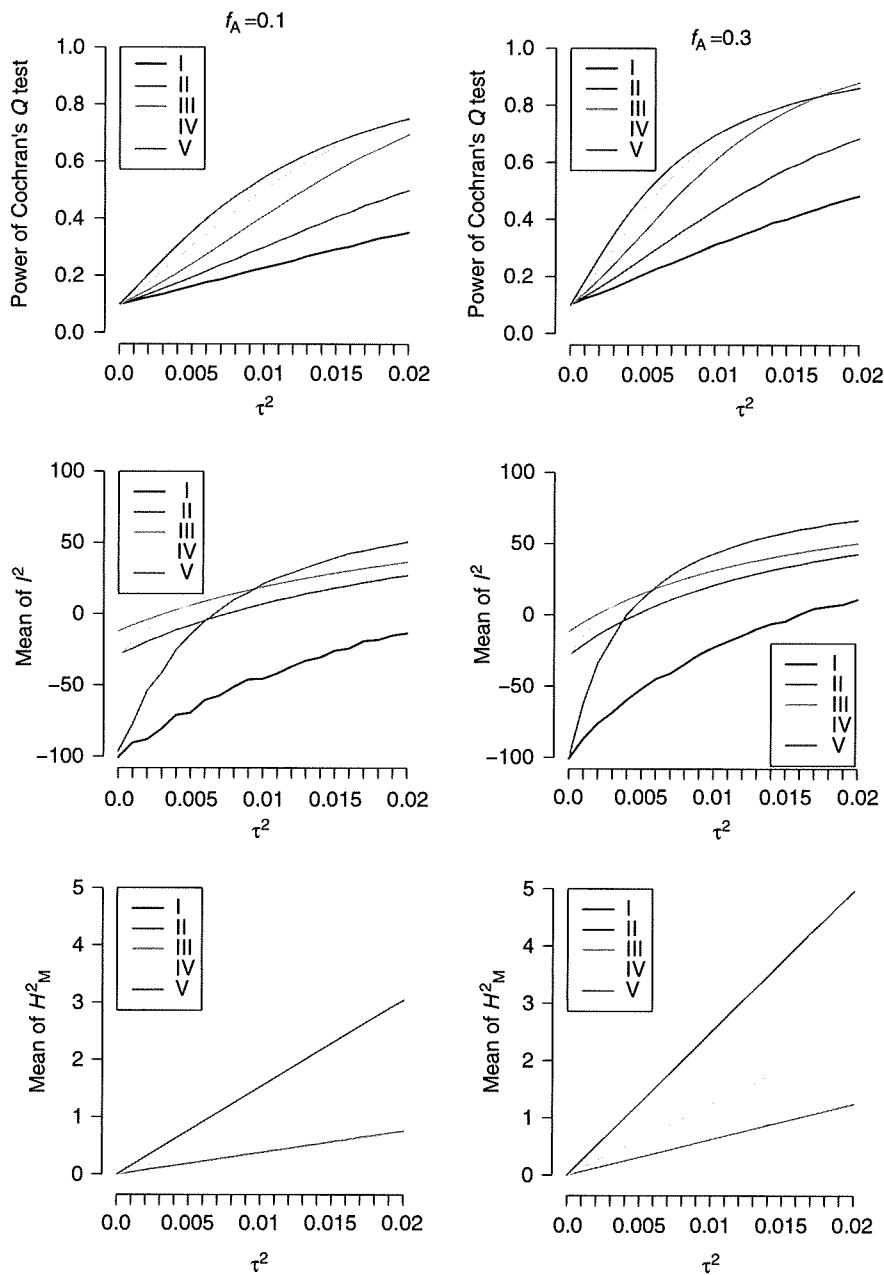 f_A=0.1
Power of Cochran's Q test
1.0
0.8
0.6
0.4
0.2
0.0
I
II
III
IV
V
0.0 0.005 0.01 0.015 0.02
τ²
f_A=0.3
Power of Cochran's Q test
1.0
0.8
0.6
0.4
0.2
0.0
I
II
III
IV
V
0.0 0.005 0.01 0.015 0.02
τ²
Mean of I²
100
50
0
−50
−100
I
II
III
IV
V
0.0 0.005 0.01 0.015 0.02
τ²
Mean of I²
100
50
0
−50
−100
I
II
III
IV
V
0.0 0.005 0.01 0.015 0.02
τ²
Mean of H²_M
5
4
3
2
1
0
I
II
III
IV
V
0.0 0.005 0.01 0.015 0.02
τ²
Mean of H²_M
5
4
3
2
1
0
I
II
III
IV
V
0.0 0.005 0.01 0.015 0.02
τ²